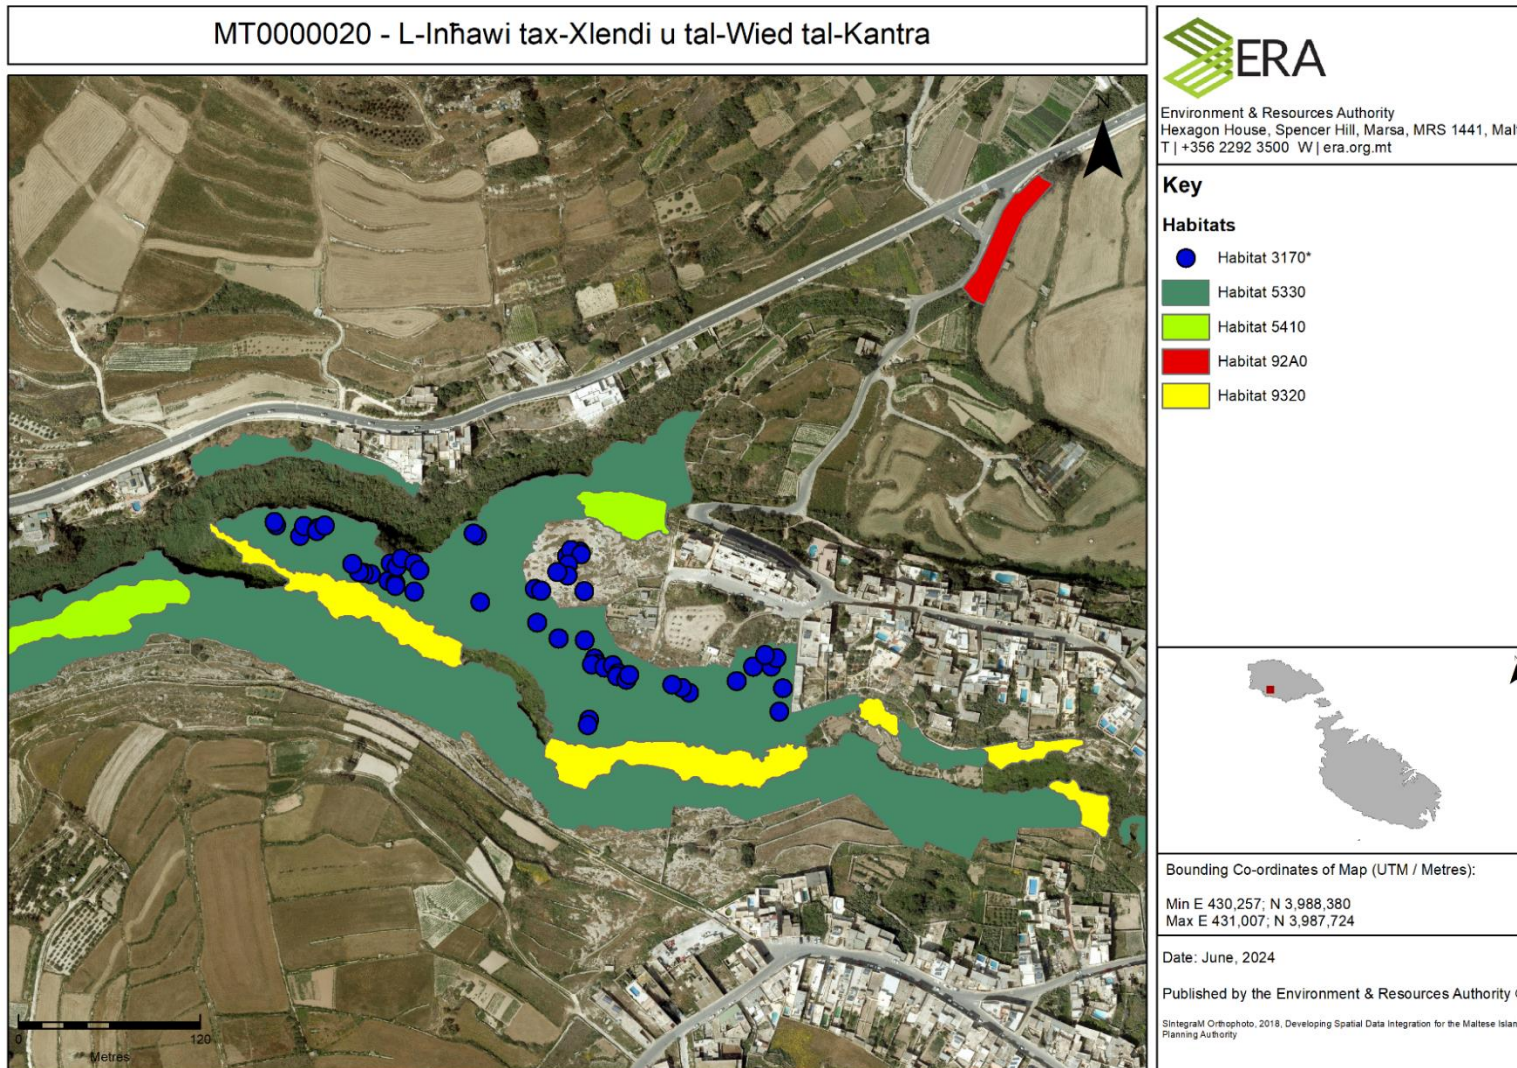 MT0000020 - L-Inħawi tax-Xlendi u tal-Wied tal-Kantra
N
0 120
Metres
ERA
Environment & Resources Authority
Hexagon House, Spencer Hill, Marsa, MRS 1441,
T | +356 2292 3500 W | era.org.mt
Key
Habitats
Habitat 3170*
Habitat 5330
Habitat 5410
Habitat 92A0
Habitat 9320
Bounding Co-ordinates of Map (UTM / Metres):
Min E 430,257; N 3,988,380
Max E 431,007; N 3,987,724
Date: June, 2024
Published by the Environment & Resources Authority
SIntegraM Orthophoto, 2018, Developing Spatial Data Integration for the Maltese
Planning Authority